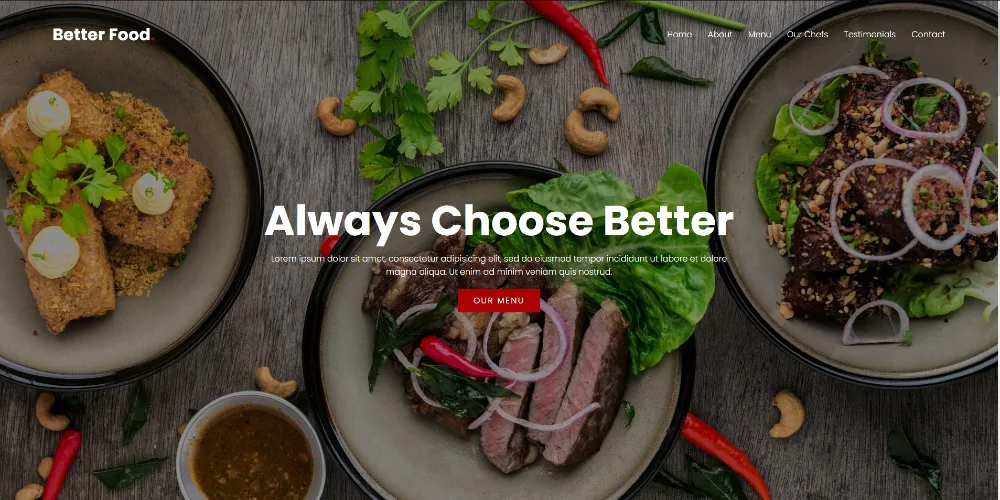 Better Food.
Home About Menu Our Chefs Testimonials Contact
Always Choose Better
Lorem ipsum dolor sit amet, consectetur adipisicing elit, sed do eiusmod tempor incididunt ut labore et dolore
magna aliqua. Ut enim ad minim veniam quis nostrud.
OUR MENU